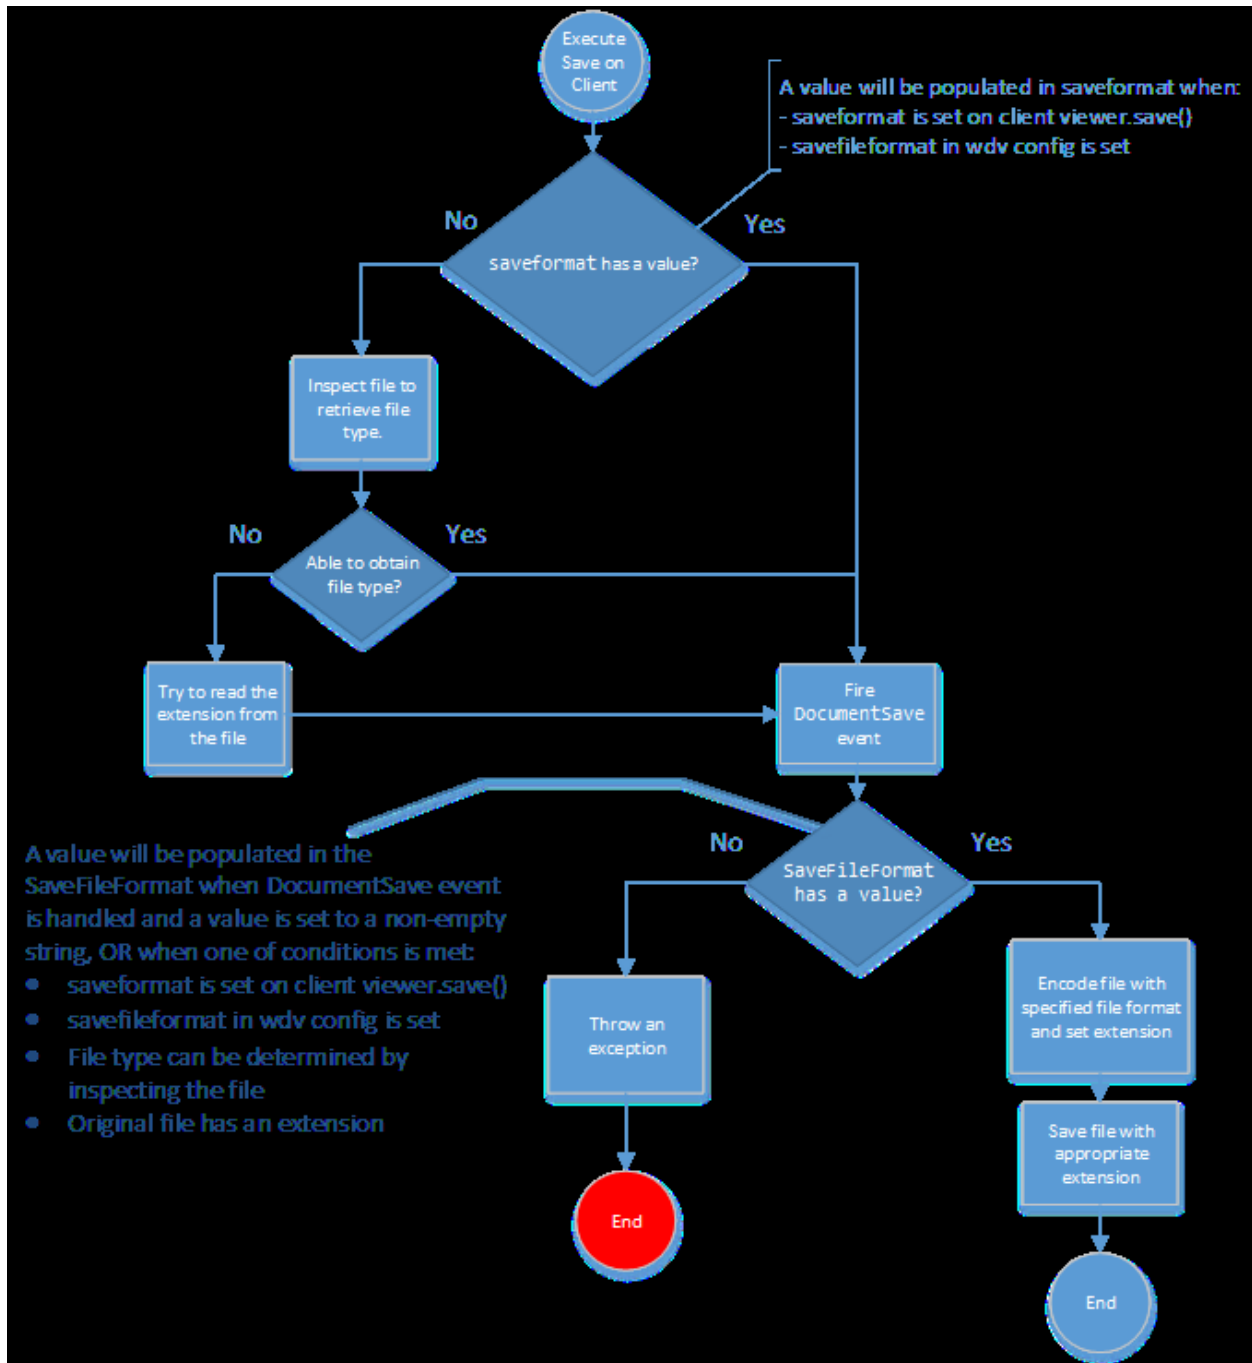 Execute
Save on
Client
A value will be populated in saveformat when:
- saveformat is set on client viewer.save()
- savefileformat in wdv config is set
No
Yes
saveformat has a value?
Inspect file to
retrieve file
type.
No
Yes
Able to obtain
file type?
Try to read the
extension from
the file
Fire
DocumentSave
event
No
Yes
SaveFileFormat
has a value?
A value will be populated in the
SaveFileFormat when DocumentSave event
is handled and a value is set to a non-empty
string, OR when one of conditions is met:
• saveformat is set on client viewer.save()
• savefileformat in wdv config is set
• File type can be determined by
inspecting the file
• Original file has an extension
Throw an
exception
Encode file with
specified file format
and set extension
Save file with
appropriate
extension
End
End